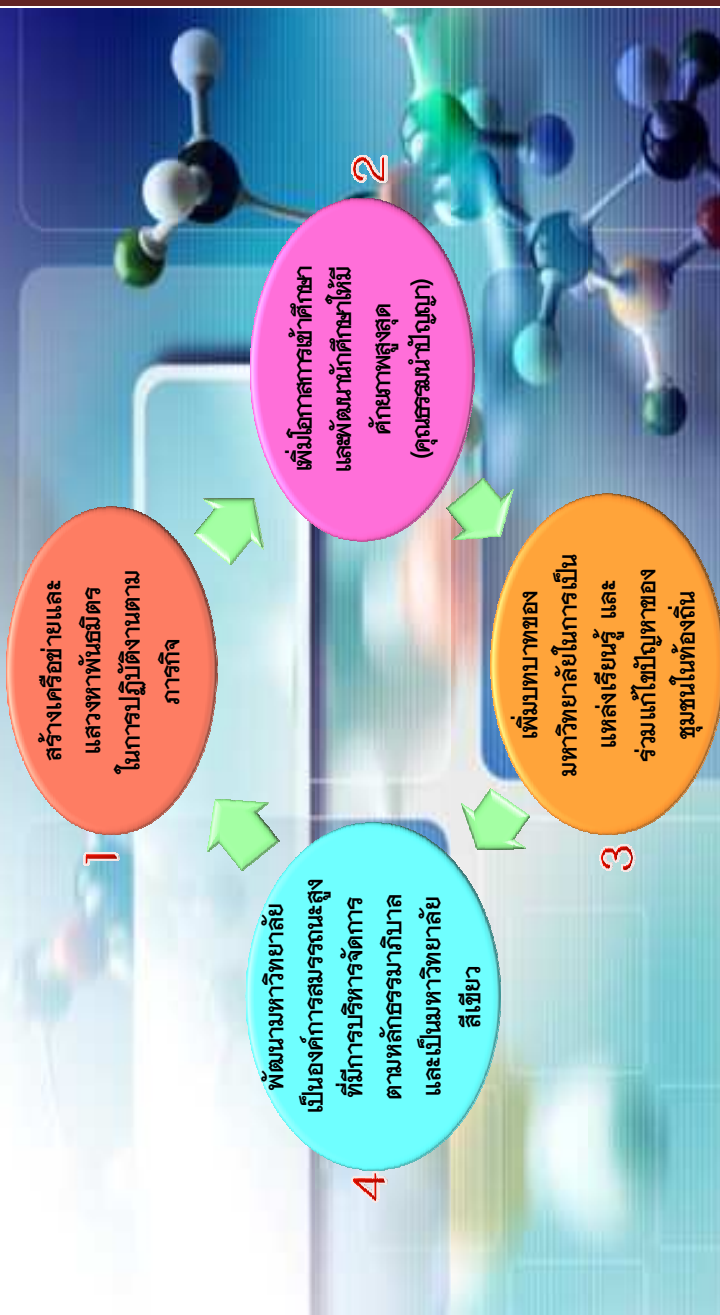 1
สร้างเครือข่ายและ
แสวงหาพันธมิตร
ในการปฏิบัติงานตาม
ภารกิจ
2
เพิ่มโอกาสการเข้าศึกษา
และพัฒนานักศึกษาให้มี
ศักยภาพสูงสุด
(คุณธรรมนำปัญญา)
3
เพิ่มบทบาทของ
มหาวิทยาลัยในการเป็น
แหล่งเรียนรู้ และ
ร่วมแก้ไขปัญหาของ
ชุมชนในท้องถิ่น
4
พัฒนามหาวิทยาลัย
เป็นองค์การสมรรถนะสูง
ที่มีการบริหารจัดการ
ตามหลักธรรมาภิบาล
และเป็นมหาวิทยาลัย
สีเขียว